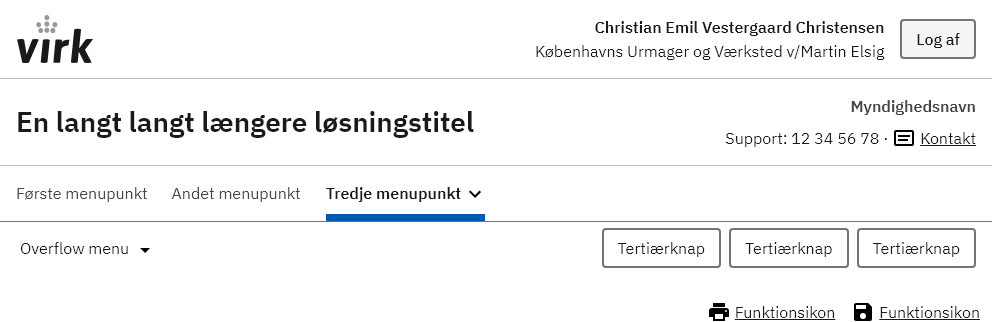 virk
Christian Emil Vestergaard Christensen
Københavns Urmager og Værksted v/Martin Elsig
Log af
En langt langt længere løsningstitel
Myndighedsnavn
Support: 12 34 56 78 · Kontakt
Første menupunkt Andet menupunkt Tredje menupunkt
Overflow menu Tertiærknap Tertiærknap Tertiærknap
Funktionsikon Funktionsikon